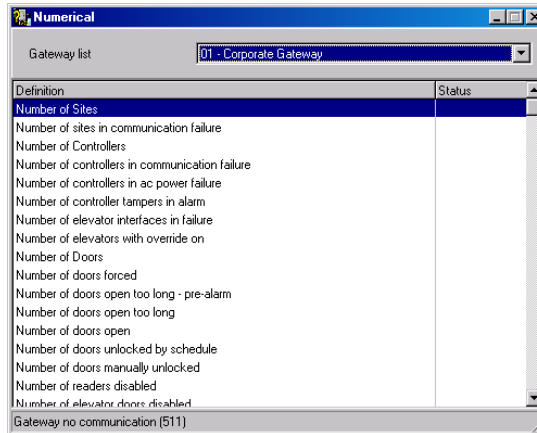 Numerical
Gateway list
01 - Corporate Gateway
Definition Status
Number of Sites
Number of sites in communication failure
Number of Controllers
Number of controllers in communication failure
Number of controllers in ac power failure
Number of controller tampers in alarm
Number of elevator interfaces in failure
Number of elevators with override on
Number of Doors
Number of doors forced
Number of doors open too long - pre-alarm
Number of doors open too long
Number of doors open
Number of doors unlocked by schedule
Number of doors manually unlocked
Number of readers disabled
Number of elevator doors disabled
Gateway no communication (511)